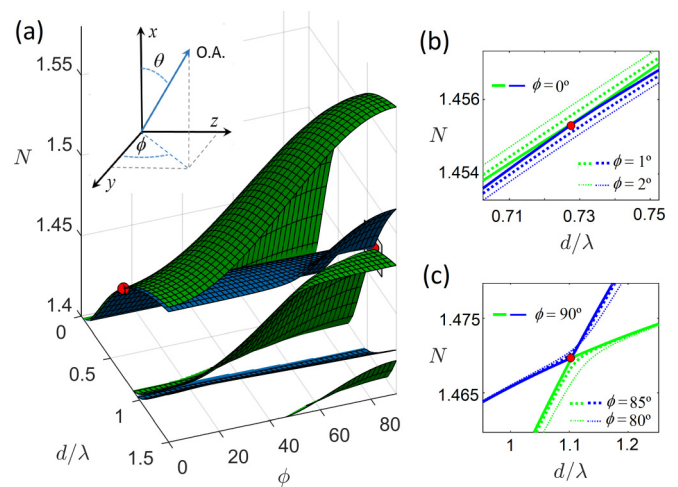 (a)
x
θ
O.A.
z
ϕ
y
N
1.55
1.5
1.45
1.4
0
0.5
1
1.5
d/λ
0
20
40
60
80
ϕ
(b)
N
1.456
1.454
ϕ = 0º
ϕ = 1º
ϕ = 2º
0.71
0.73
0.75
d/λ
(c)
N
1.475
1.465
ϕ = 90º
ϕ = 85º
ϕ = 80º
1
1.1
1.2
d/λ